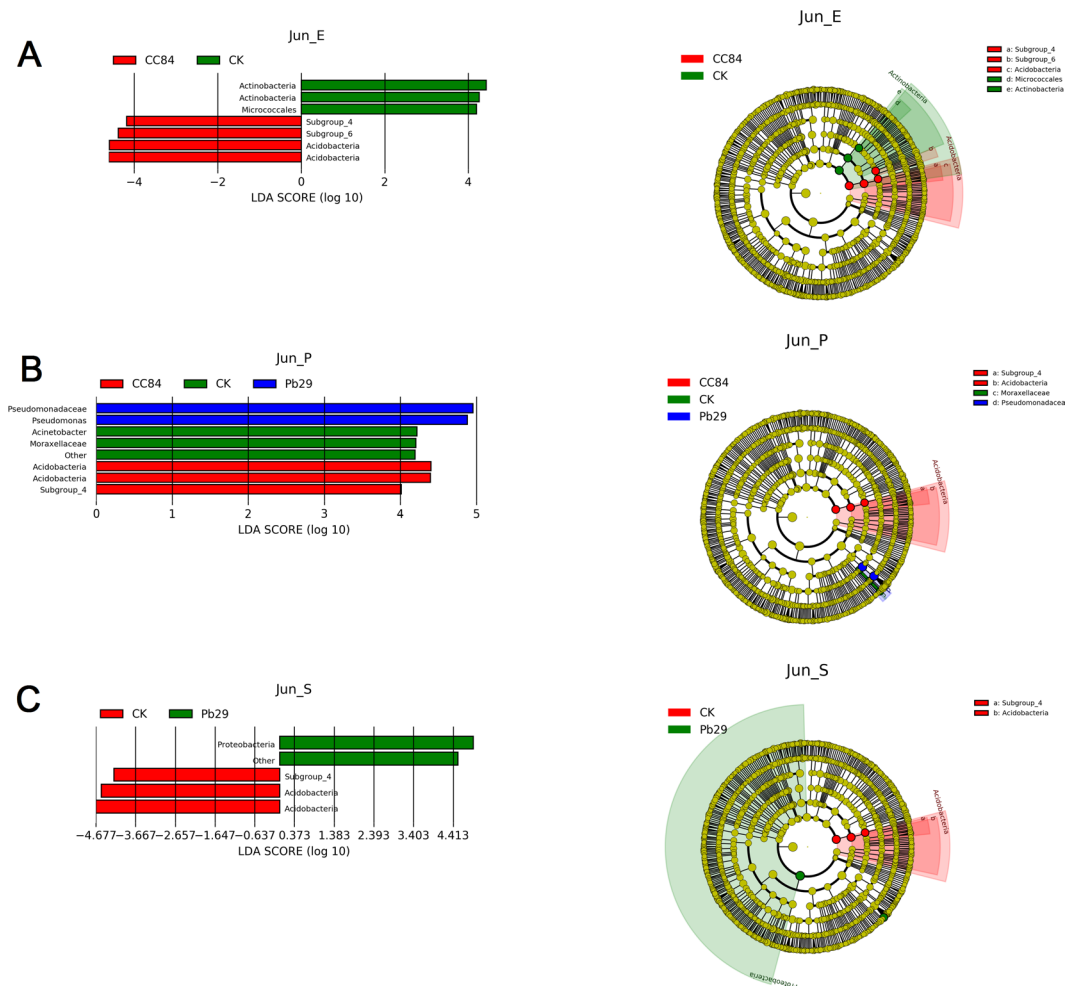 A
Jun_E
CC84
CK
Actinobacteria
Actinobacteria
Micrococcales
Subgroup_4
Subgroup_6
Acidobacteria
Acidobacteria
−4
−2
0
2
4
LDA SCORE (log 10)
Jun_E
CC84
CK
a: Subgroup_4
b: Subgroup_6
c: Acidobacteria
d: Micrococcales
e: Actinobacteria
Actinobacteria
e
d
Acidobacteria
b
c
a
B
Jun_P
CC84
CK
Pb29
Pseudomonadaceae
Pseudomonas
Acinetobacter
Moraxellaceae
Other
Acidobacteria
Acidobacteria
Subgroup_4
0
1
2
3
4
5
LDA SCORE (log 10)
Jun_P
CC84
CK
Pb29
a: Subgroup_4
b: Acidobacteria
c: Moraxellaceae
d: Pseudomonadacea
Acidobacteria
b
a
C
Jun_S
CK
Pb29
Proteobacteria
Other
Subgroup_4
Acidobacteria
Acidobacteria
−4.677
−3.667
−2.657
−1.647
−0.637
0.373
1.383
2.393
3.403
4.413
LDA SCORE (log 10)
Jun_S
CK
Pb29
a: Subgroup_4
b: Acidobacteria
Acidobacteria
b
a
Proteobacteria